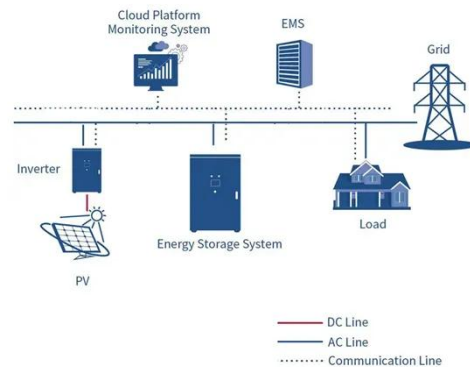 Cloud Platform
Monitoring System
EMS
Grid
Inverter
Energy Storage System
Load
PV
DC Line
AC Line
Communication Line